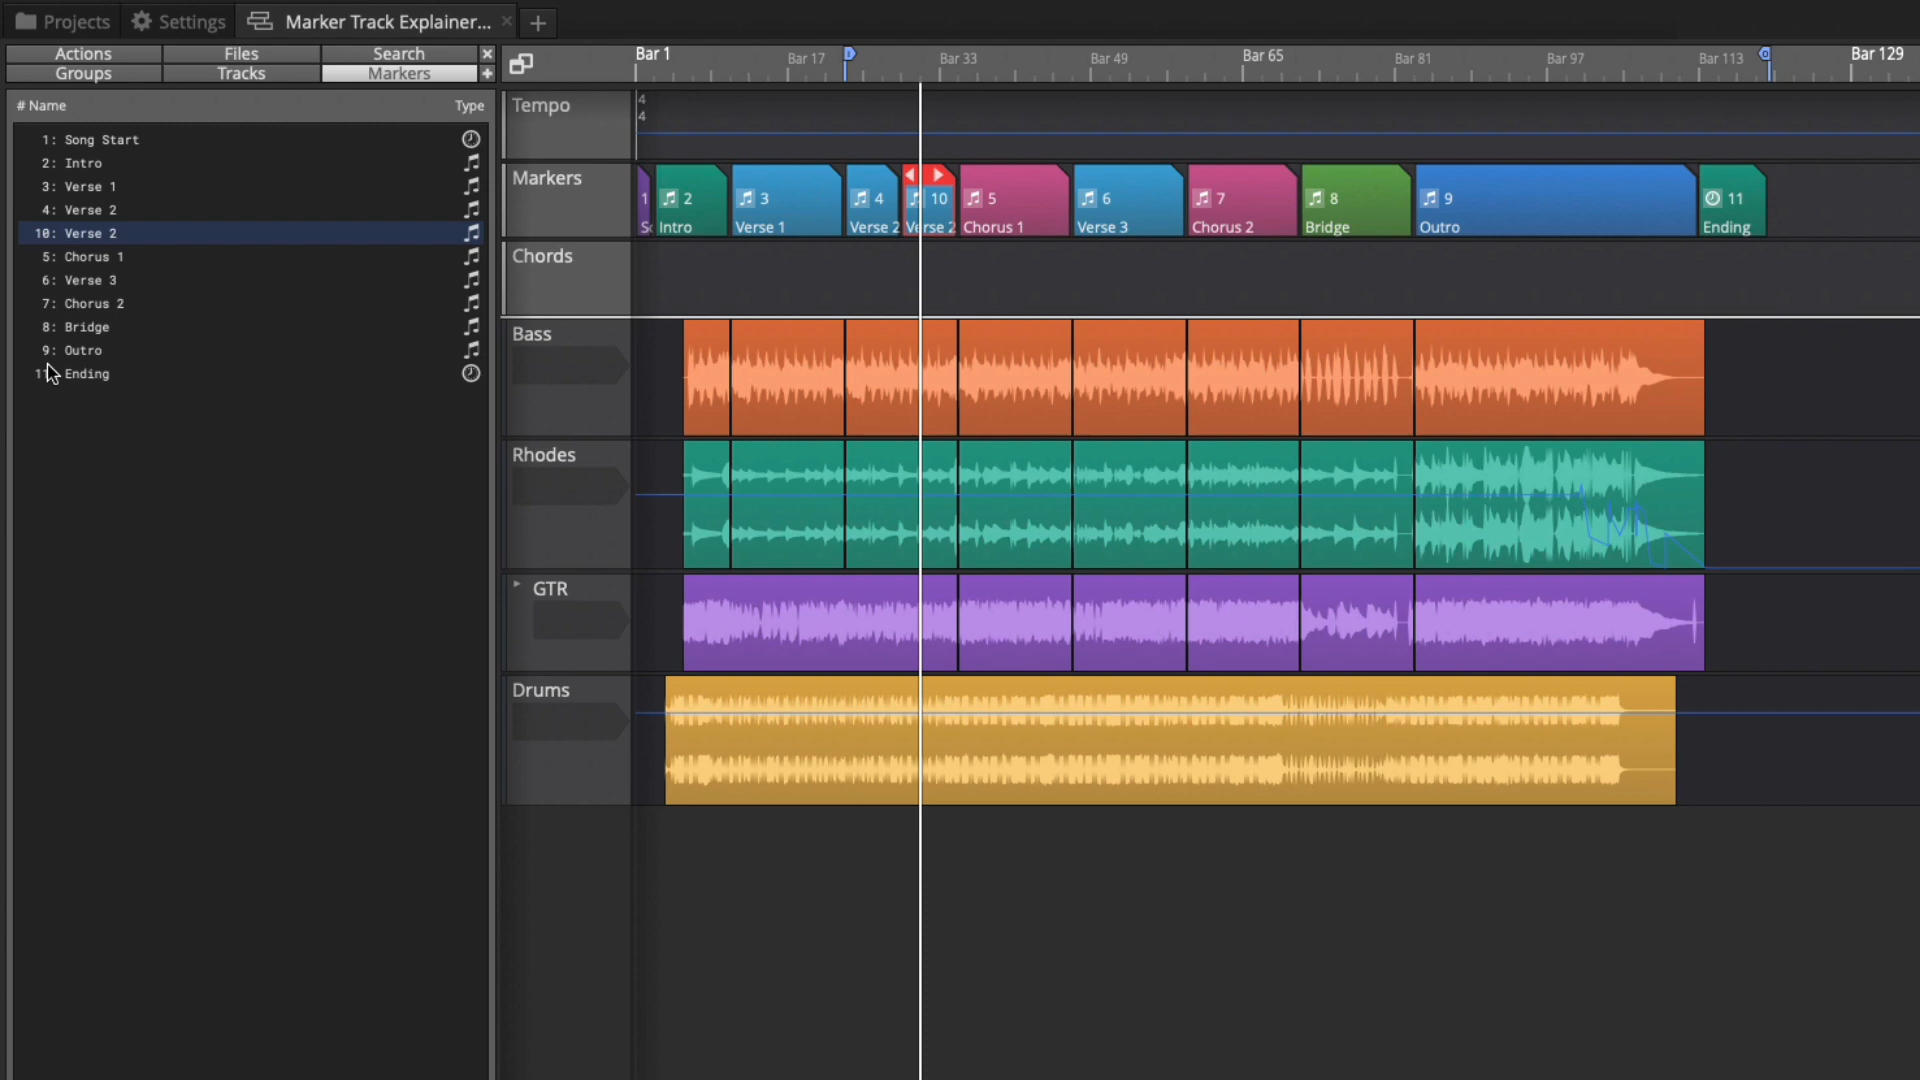 Projects
Settings
Marker Track Explainer...
Actions
Files
Search
Groups
Tracks
Markers
# Name
Type
1: Song Start
2: Intro
3: Verse 1
4: Verse 2
10: Verse 2
5: Chorus 1
6: Verse 3
7: Chorus 2
8: Bridge
9: Outro
Ending
Bar 1
Bar 17
Bar 33
Bar 49
Bar 65
Bar 81
Bar 97
Bar 113
Bar 129
Tempo
4
4
Markers
1
2
Intro
3
Verse 1
4
Verse 2
10
Verse 2
5
Chorus 1
6
Verse 3
7
Chorus 2
8
Bridge
9
Outro
11
Ending
Chords
Bass
Rhodes
GTR
Drums